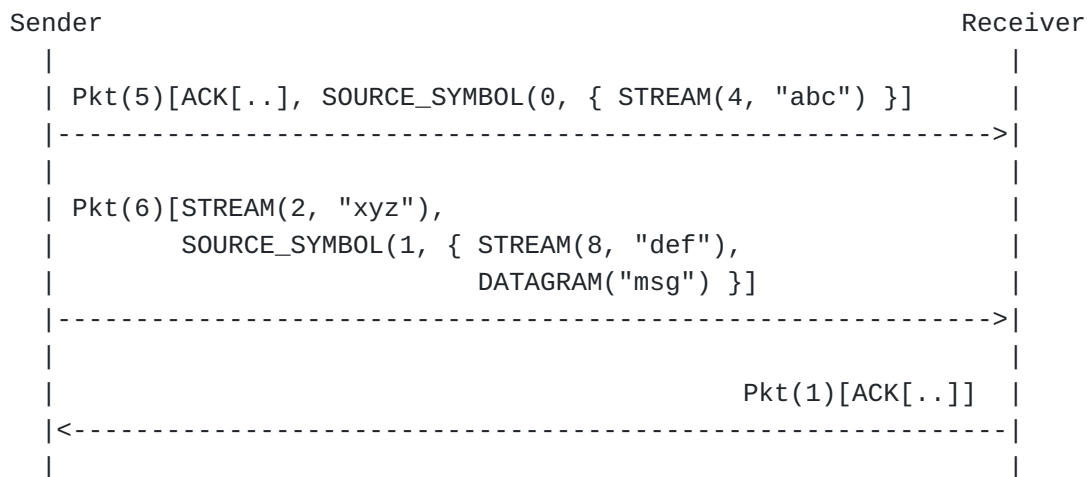 Sender Receiver
| |
| Pkt(5)[ACK[..], SOURCE_SYMBOL(0, { STREAM(4, "abc") }] |
|------------------------------------------------------------->|
| |
| Pkt(6)[STREAM(2, "xyz"), |
| SOURCE_SYMBOL(1, { STREAM(8, "def"), |
| DATAGRAM("msg") }] |
|------------------------------------------------------------->|
| |
| Pkt(1)[ACK[..]] |
|<-------------------------------------------------------------|
| |